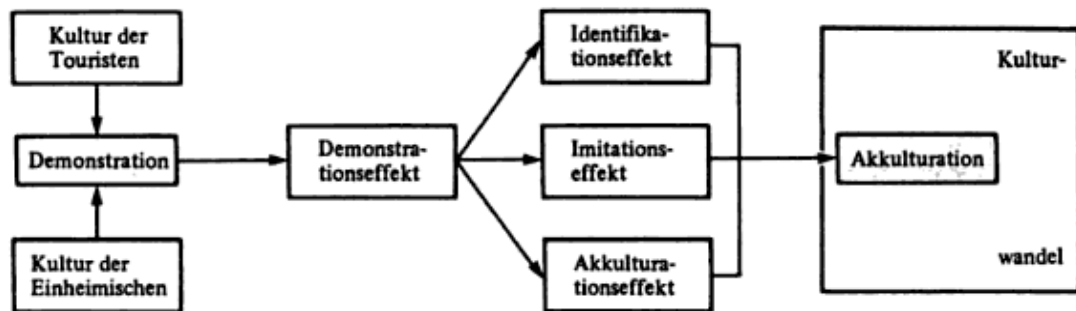 Kultur der
Touristen
Demonstration
Kultur der
Einheimischen
Demonstra-
tionseffekt
Identifika-
tionseffekt
Imitations-
effekt
Akkultura-
tionseffekt
Kultur-
Akkulturation
wandel